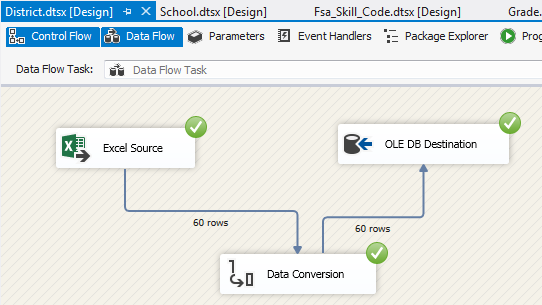 District.dtsx [Design] School.dtsx [Design] Fsa_Skill_Code.dtsx [Design] Grade.
Control Flow Data Flow Parameters Event Handlers Package Explorer Prog
Data Flow Task: Data Flow Task
Excel Source
OLE DB Destination
60 rows
60 rows
Data Conversion